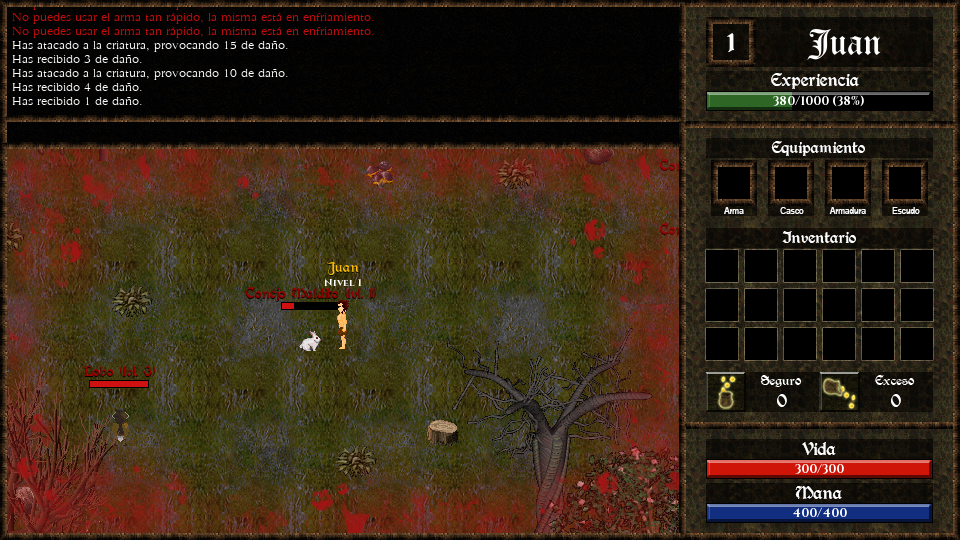 No puedes usar el arma tan rápido, la misma está en enfriamiento.
No puedes usar el arma tan rápido, la misma está en enfriamiento.
Has atacado a la criatura, provocando 15 de daño.
Has recibido 3 de daño.
Has atacado a la criatura, provocando 10 de daño.
Has recibido 4 de daño.
Has recibido 1 de daño.
1
Juan
Experiencia
380/1000 (38%)
Equipamiento
Arma
Casco
Armadura
Escudo
Inventario
Seguro
0
Exceso
0
Vida
300/300
Mana
400/400
Juan
Nivel 1
Conejo Maldito
Lobo